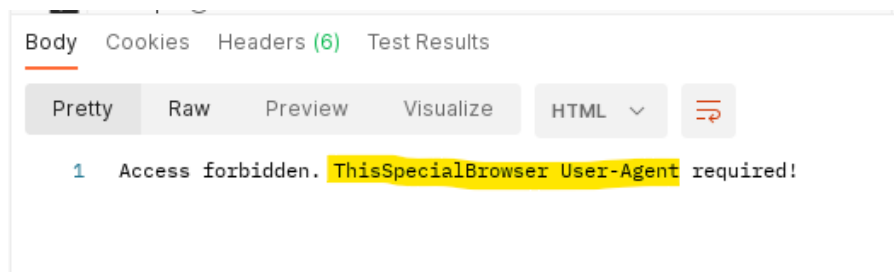 Body Cookies Headers (6) Test Results
Pretty Raw Preview Visualize HTML
1 Access forbidden. ThisSpecialBrowser User-Agent required!